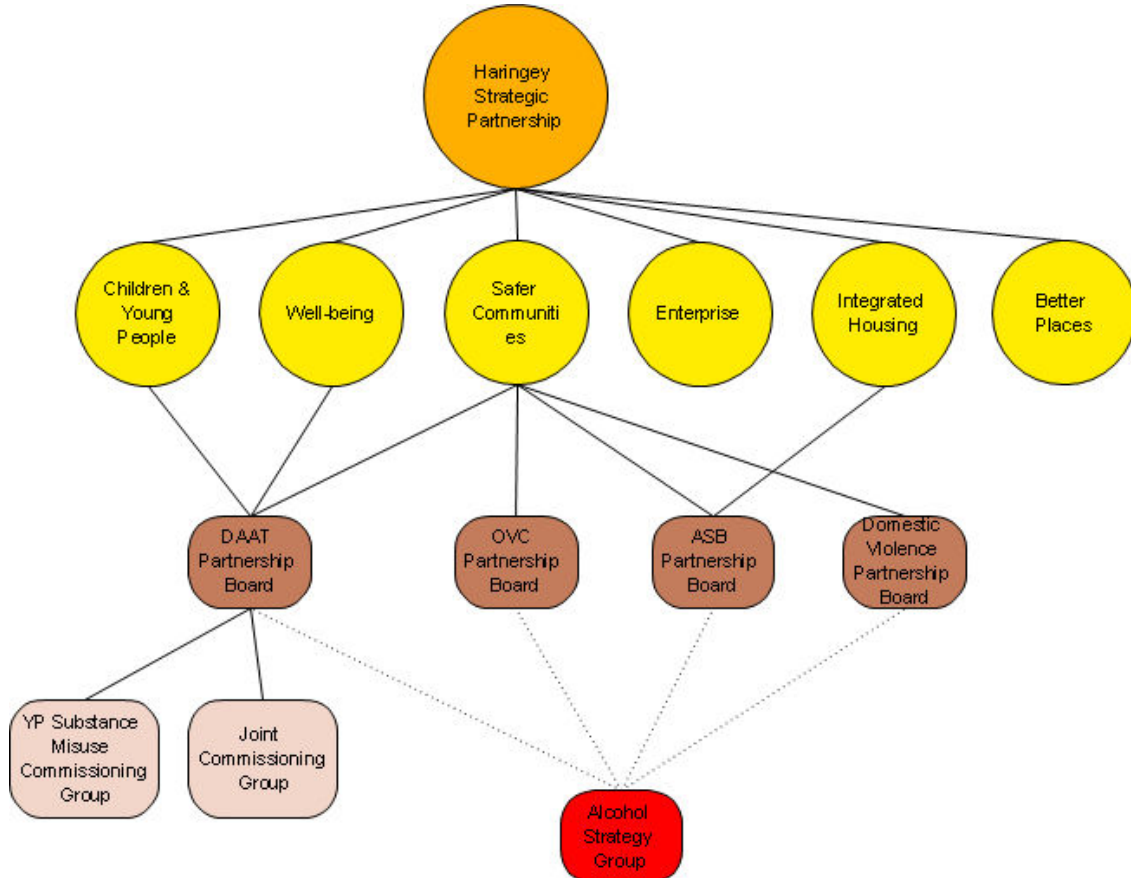 Haringey
Strategic
Partnership
Children &
Young
People
Well-being
Safer
Communiti
es
Enterprise
Integrated
Housing
Better
Places
DAAT
Partnership
Board
OVC
Partnership
Board
ASB
Partnership
Board
Domestic
Violence
Partnership
Board
YP Substance
Misuse
Commissioning
Group
Joint
Commissioning
Group
Alcohol
Strategy
Group